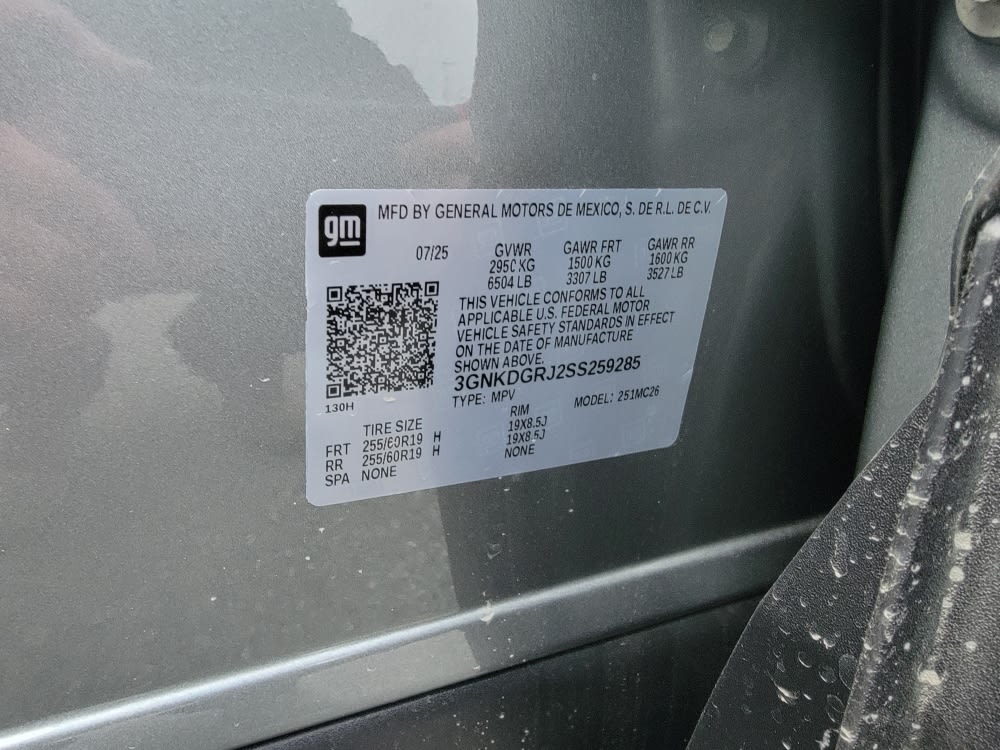 gm
MFD BY GENERAL MOTORS DE MEXICO, S. DE R.L. DE C.V.
07/25 GVWR GAWR FRT GAWR RR
2950 KG 1500 KG 1600 KG
6504 LB 3307 LB 3527 LB
THIS VEHICLE CONFORMS TO ALL
APPLICABLE U.S. FEDERAL MOTOR
VEHICLE SAFETY STANDARDS IN EFFECT
ON THE DATE OF MANUFACTURE
SHOWN ABOVE.
3GNKDGRJ2SS259285
TYPE: MPV MODEL: 251MC26
130H
TIRE SIZE RIM
FRT 255/60R19 H 19X8.5J
RR 255/60R19 H 19X8.5J
SPA NONE NONE